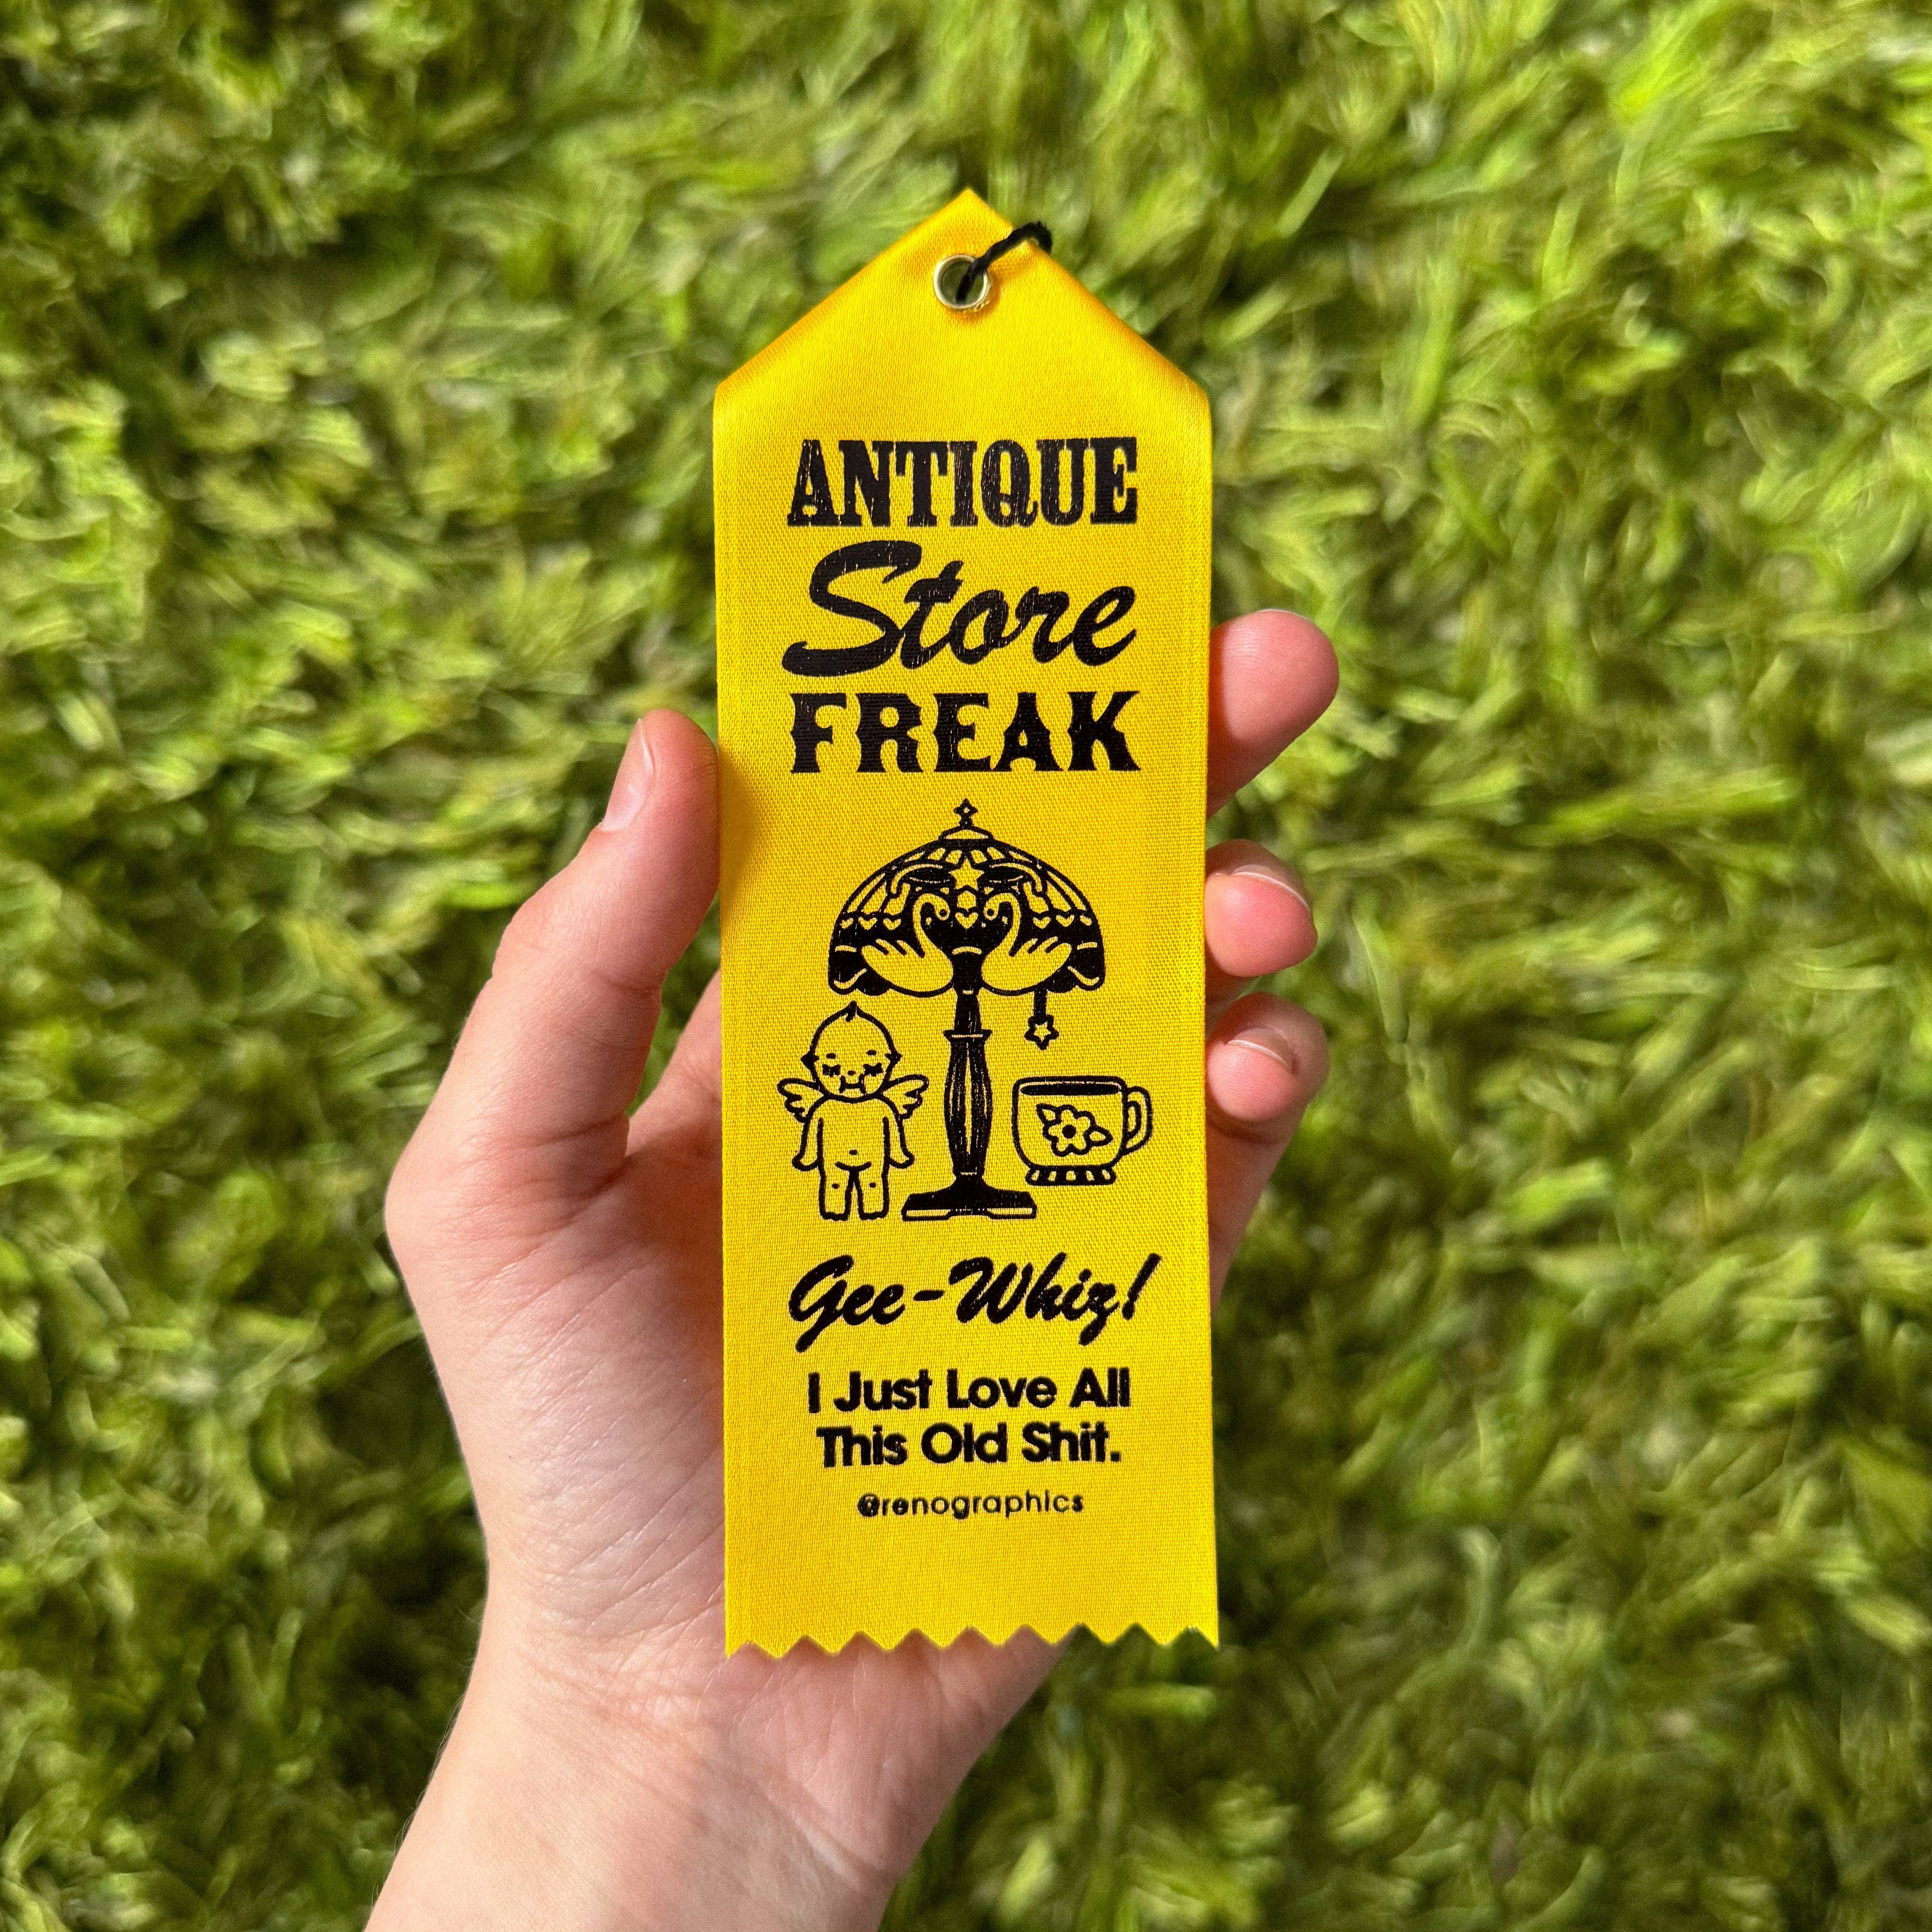 ANTIQUE
Store
FREAK
Gee-Whiz!
I Just Love All
This Old Shit.
@renographics